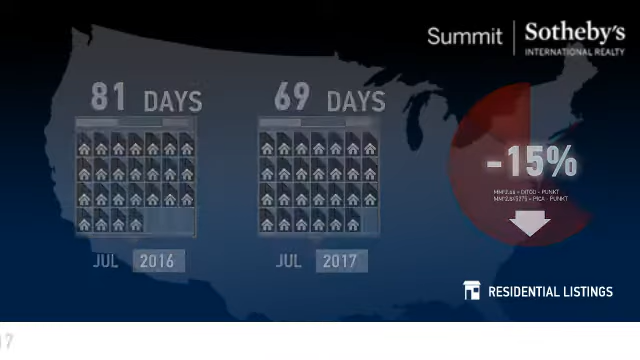 Summit | Sotheby's
INTERNATIONAL REALTY
81 DAYS
69 DAYS
-15%
JUL 2016
JUL 2017
RESIDENTIAL LISTINGS